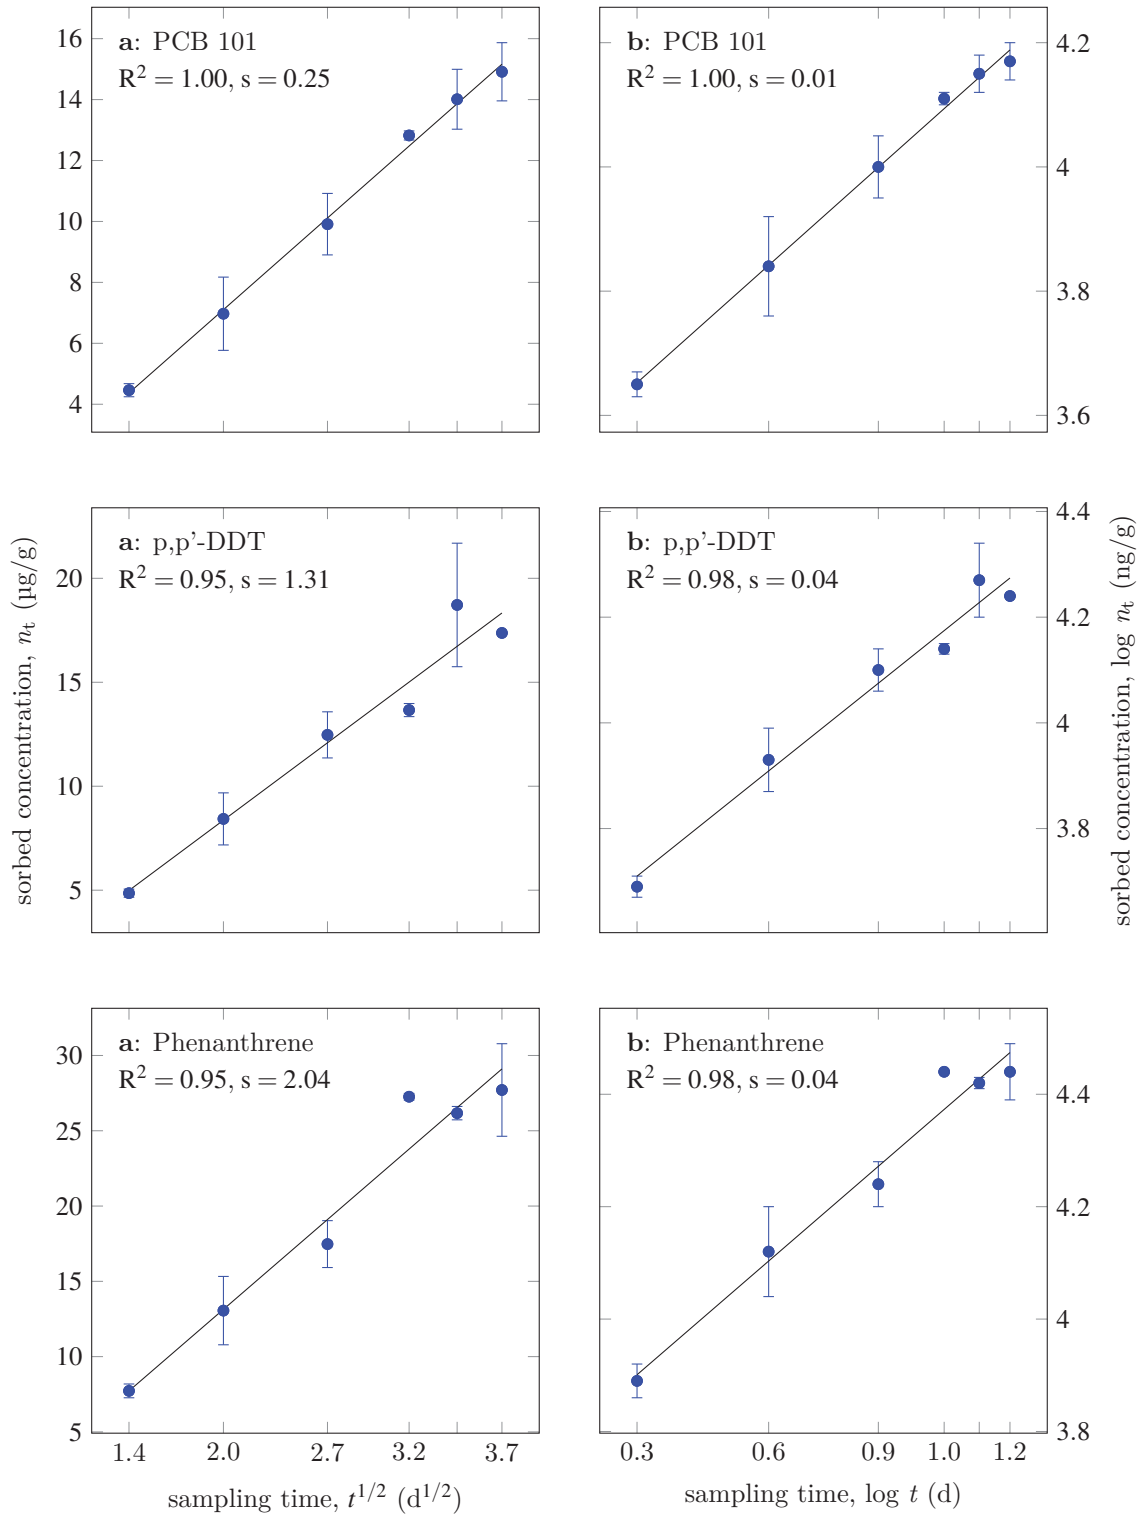 a: PCB 101
R² = 1.00, s = 0.25
16
14
12
10
8
6
4
b: PCB 101
R² = 1.00, s = 0.01
4.2
4
3.8
3.6
sorbed concentration, nt (µg/g)
a: p,p'-DDT
R² = 0.95, s = 1.31
20
15
10
5
b: p,p'-DDT
R² = 0.98, s = 0.04
4.4
4.2
4
3.8
sorbed concentration, log nt (ng/g)
a: Phenanthrene
R² = 0.95, s = 2.04
30
25
20
15
10
5
b: Phenanthrene
R² = 0.98, s = 0.04
4.4
4.2
4
3.8
1.4 2.0 2.7 3.2 3.7
sampling time, t^1/2 (d^1/2)
0.3 0.6 0.9 1.0 1.2
sampling time, log t (d)